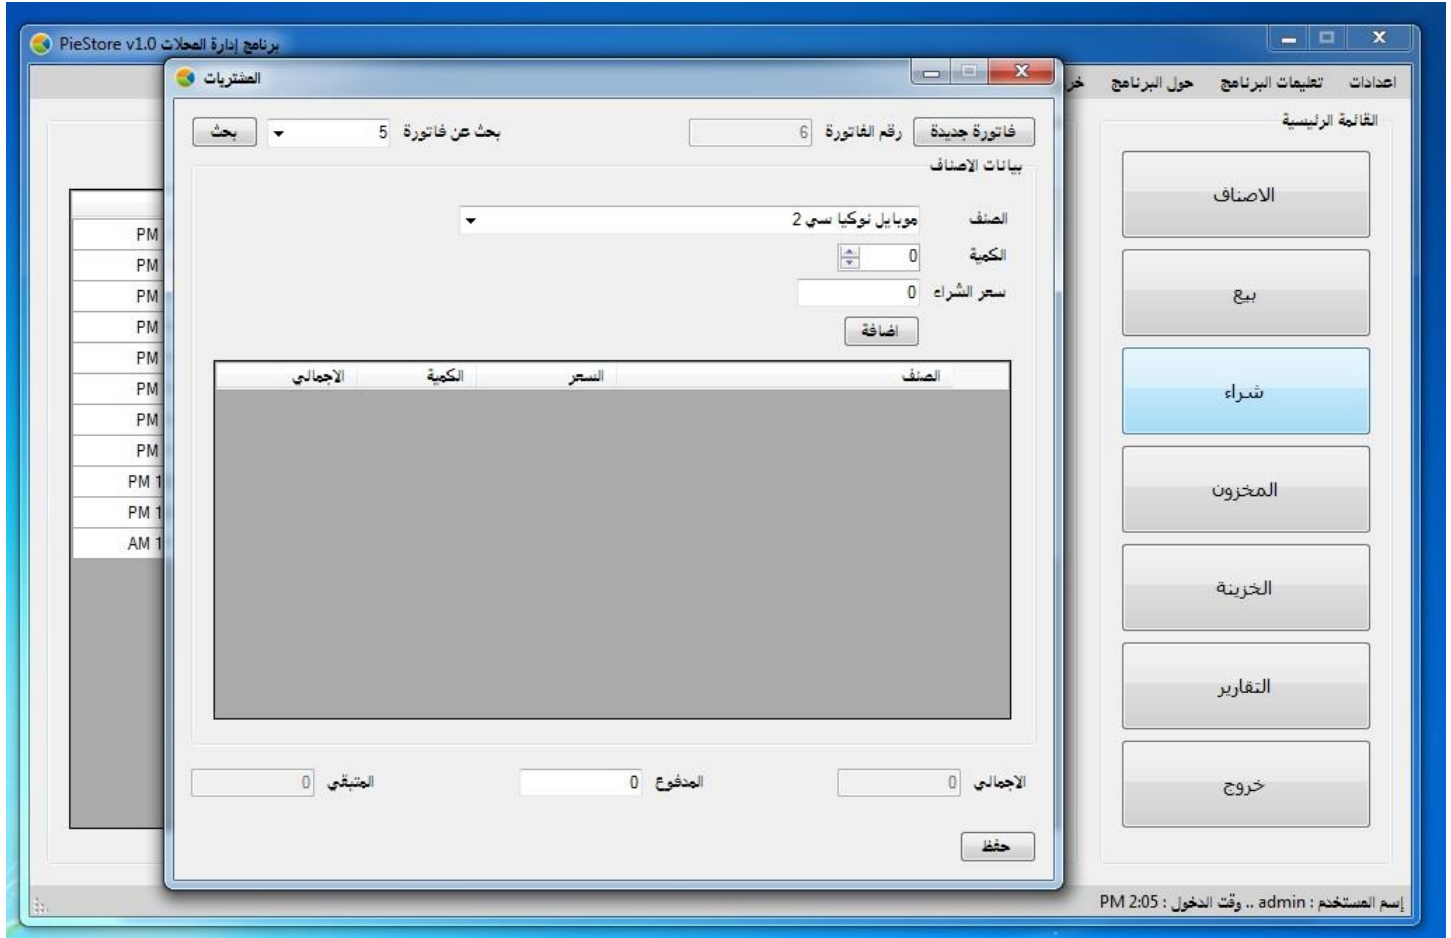 برنامج إدارة المحلات PieStore v1.0
اعدادات تعليمات البرنامج حول البرنامج خر
المشتريات
القائمة الرئيسية
الاصناف
بيع
شراء
المخزون
الخزينة
التقارير
خروج
فاتورة جديدة رقم الفاتورة 6 بحث عن فاتورة 5 بحث
بيانات الاصناف
الصنف موبايل نوكيا سي 2
الكمية 0
سعر الشراء 0
اضافة
الصنف السعر الكمية الاجمالي
الاجمالي 0 المدفوع 0 المتبقي 0
حفظ
PM
PM
PM
PM
PM
PM
PM
PM
PM 1
PM 1
AM 1
إسم المستخدم : admin .. وقت الدخول : 2:05 PM